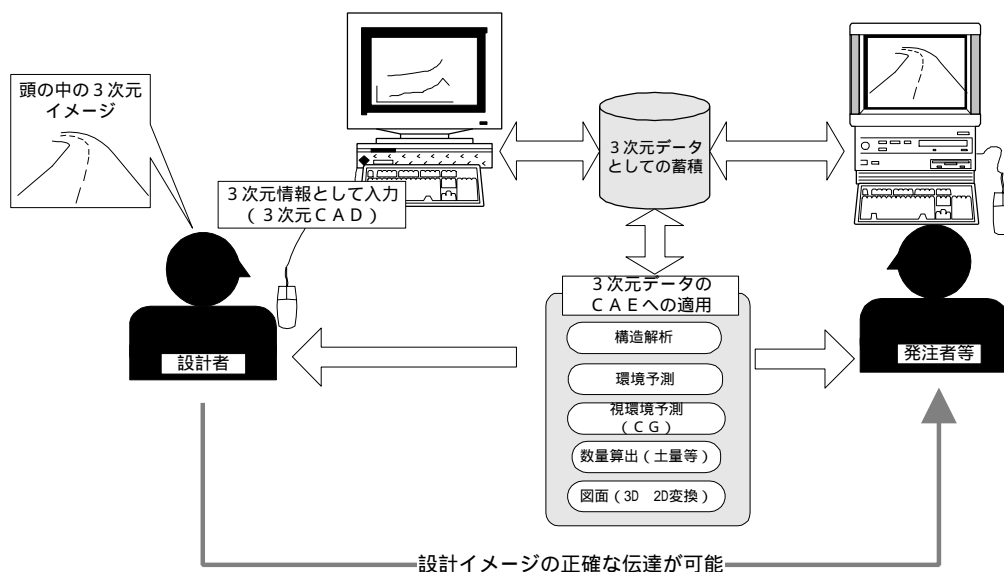 頭の中の３次元
イメージ
３次元情報として入力
（３次元ＣＡＤ）
３次元データ
としての蓄積
３次元データの
ＣＡＥへの適用
構造解析
環境予測
視環境予測
（ＣＧ）
数量算出（土量等）
図面（3D　2D変換）
設計者
発注者等
設計イメージの正確な伝達が可能